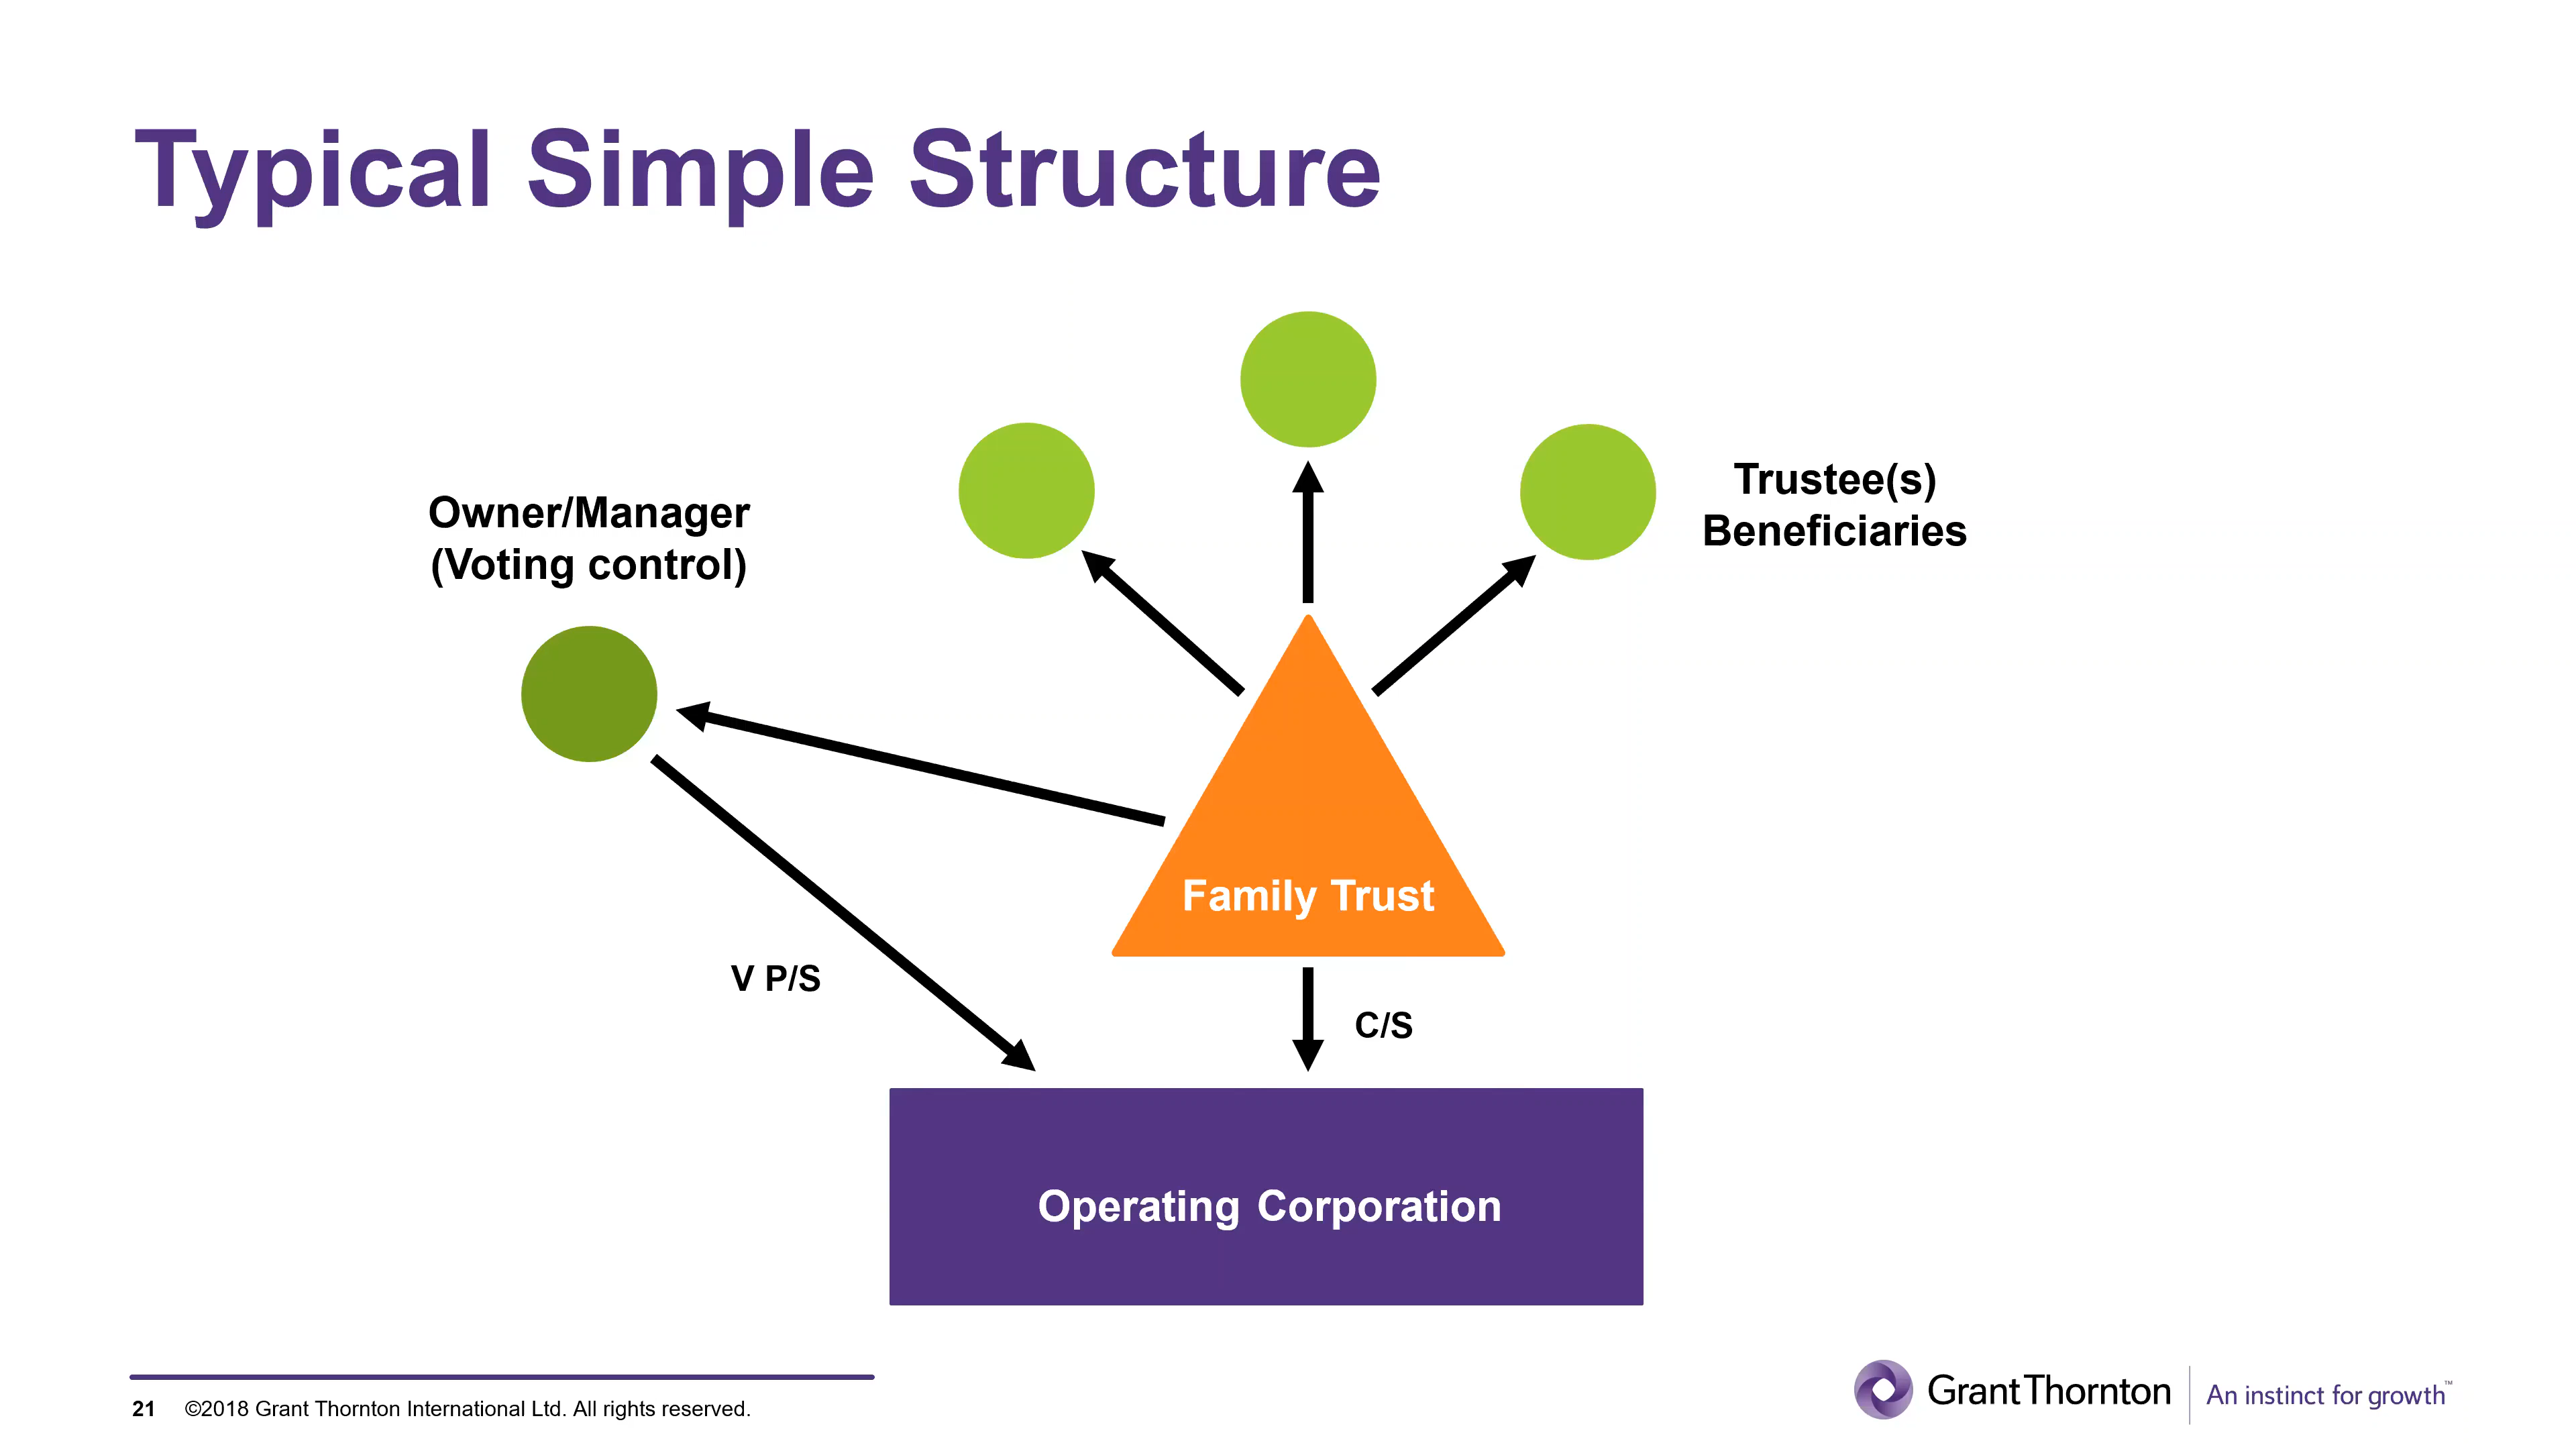 Typical Simple Structure
Owner/Manager
(Voting control)
Trustee(s)
Beneficiaries
Family Trust
V P/S
C/S
Operating Corporation
21 ©2018 Grant Thornton International Ltd. All rights reserved.
Grant Thornton
An instinct for growth™